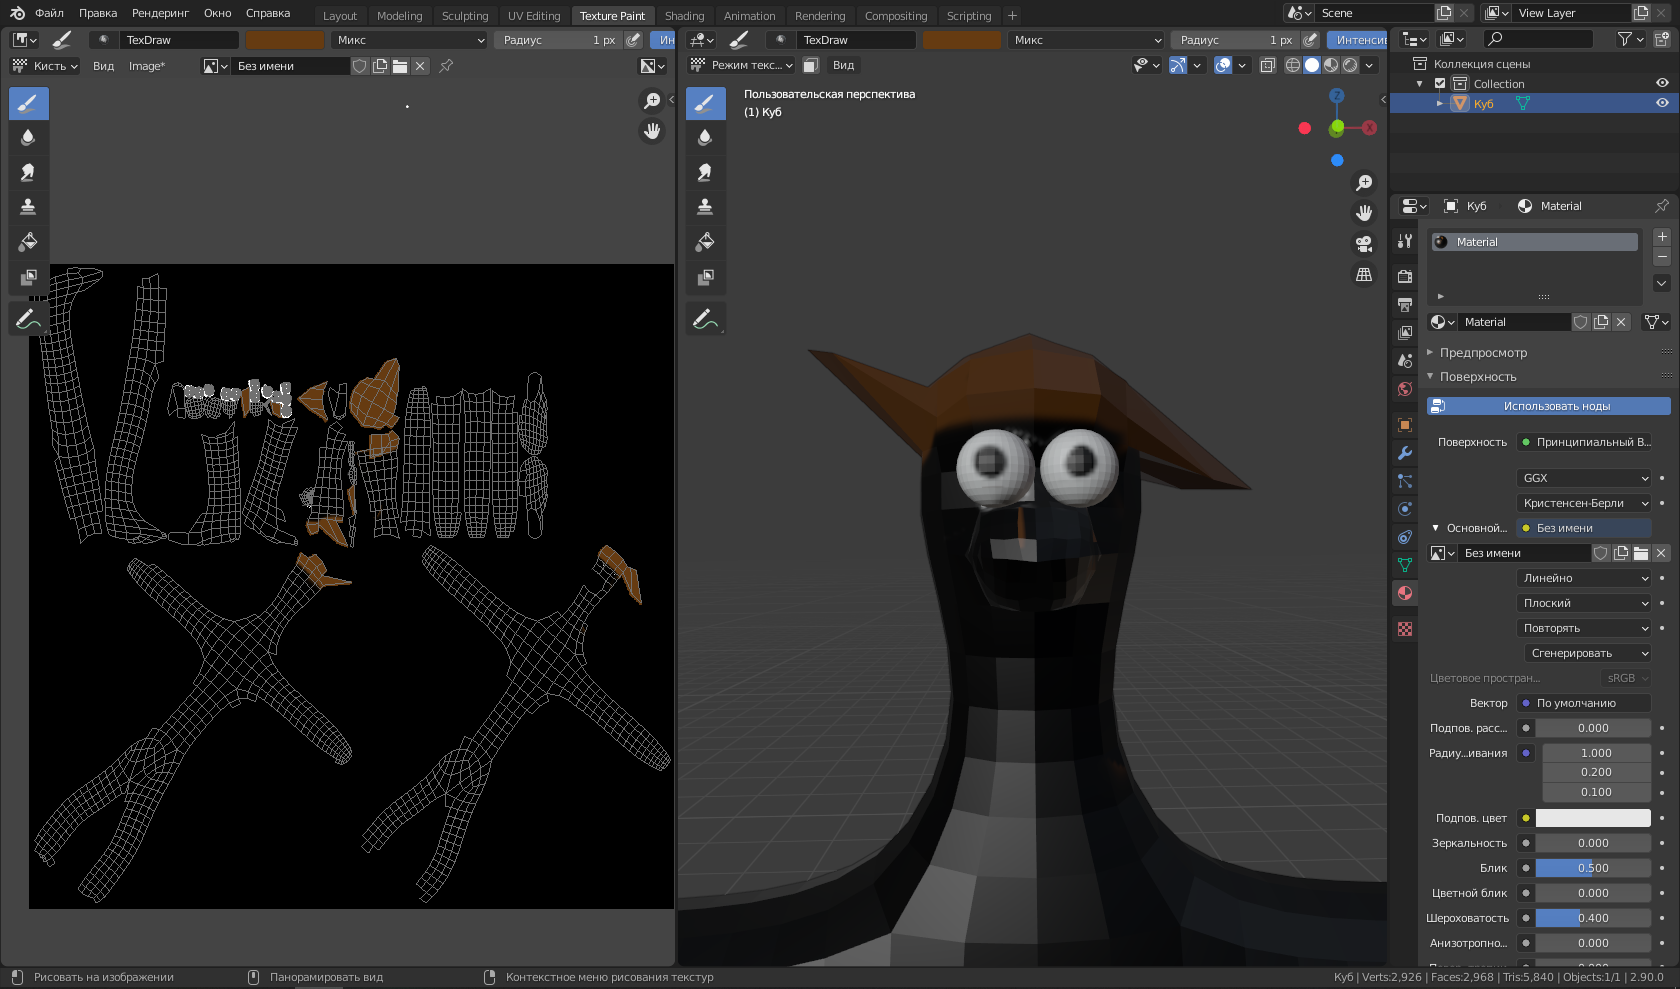 Файл Правка Рендеринг Окно Справка Layout Modeling Sculpting UV Editing Texture Paint Shading Animation Rendering Compositing Scripting Scene View Layer
TexDraw Микс Радиус 1 px Ин TexDraw Микс Радиус 1 px Интенсив
Кисть Вид Image* Без имени Режим текс... Вид
Коллекция сцены
Collection
Куб
Пользовательская перспектива
(1) Куб
Z
X
Куб Material
Material
Material
Предпросмотр
Поверхность
Использовать ноды
Поверхность Принципиальный B...
GGX
Кристенсен-Берли
Основной... Без имени
Без имени
Линейно
Плоский
Повторять
Сгенерировать
Цветовое простран... sRGB
Вектор По умолчанию
Подпов. расс... 0.000
Радиу...ивания 1.000
0.200
0.100
Подпов. цвет
Зеркальность 0.000
Блик 0.500
Цветной блик 0.000
Шероховатость 0.400
Анизотропно... 0.000
Рисовать на изображении Панорамировать вид Контекстное меню рисования текстур Куб | Verts:2,926 | Faces:2,968 | Tris:5,840 | Objects:1/1 | 2.90.0